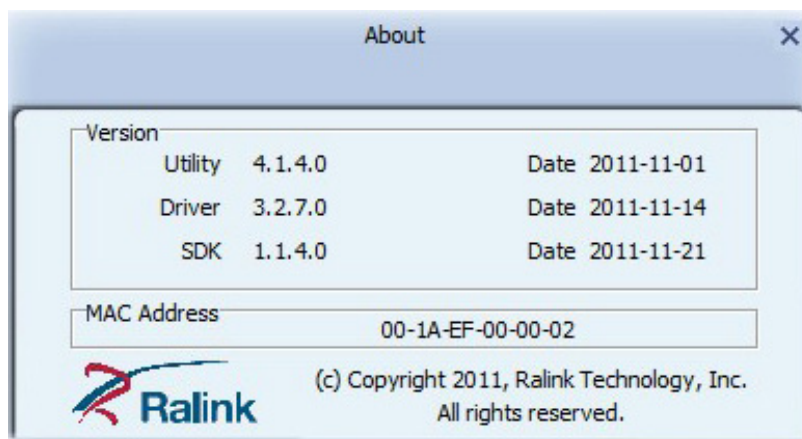 About
Version
Utility 4.1.4.0 Date 2011-11-01
Driver 3.2.7.0 Date 2011-11-14
SDK 1.1.4.0 Date 2011-11-21
MAC Address
00-1A-EF-00-00-02
Ralink
(c) Copyright 2011, Ralink Technology, Inc.
All rights reserved.